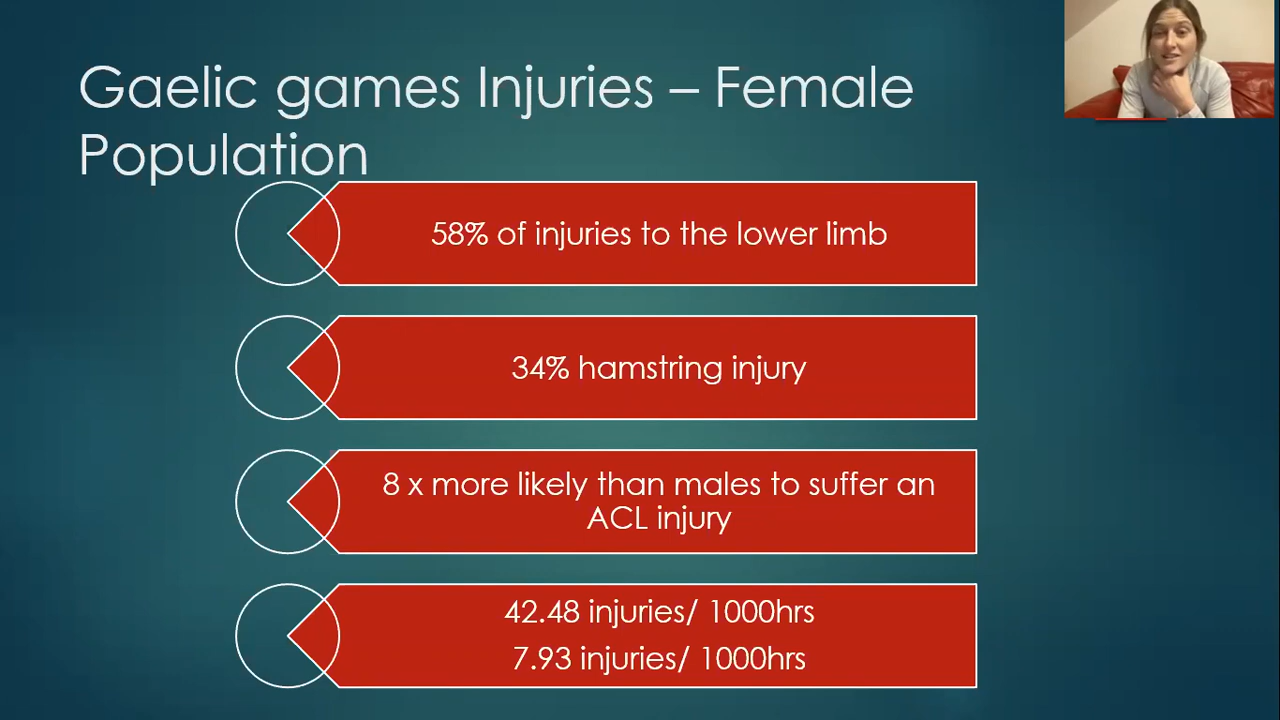 Gaelic games Injuries – Female
Population
58% of injuries to the lower limb
34% hamstring injury
8 x more likely than males to suffer an
ACL injury
42.48 injuries/ 1000hrs
7.93 injuries/ 1000hrs